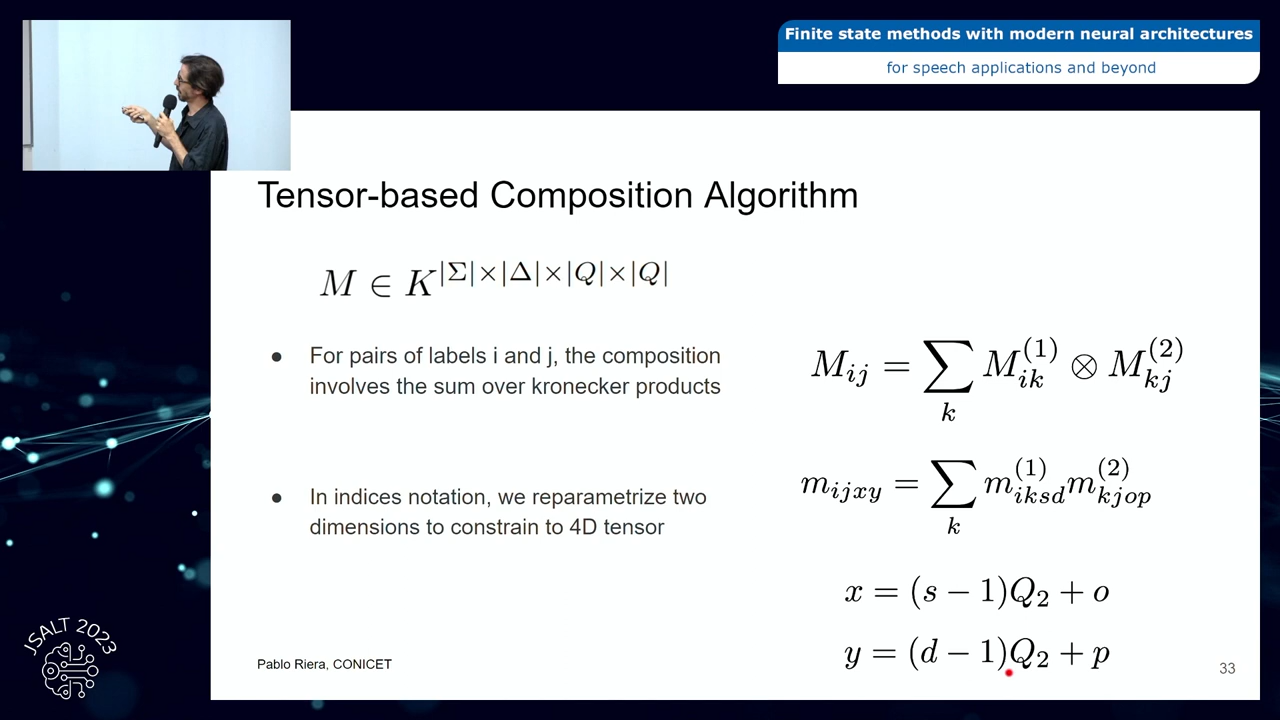 Finite state methods with modern neural architectures
for speech applications and beyond
Tensor-based Composition Algorithm
M ∈ K^{|Σ|×|Δ|×|Q|×|Q|}
● For pairs of labels i and j, the composition
involves the sum over kronecker products
M_{ij} = ∑_k M_{ik}^{(1)} ⊗ M_{kj}^{(2)}
● In indices notation, we reparametrize two
dimensions to constrain to 4D tensor
m_{ijxy} = ∑_k m_{iksd}^{(1)} m_{kjop}^{(2)}
x = (s − 1)Q_2 + o
y = (d − 1)Q_2 + p
JSALT 2023
Pablo Riera, CONICET
33